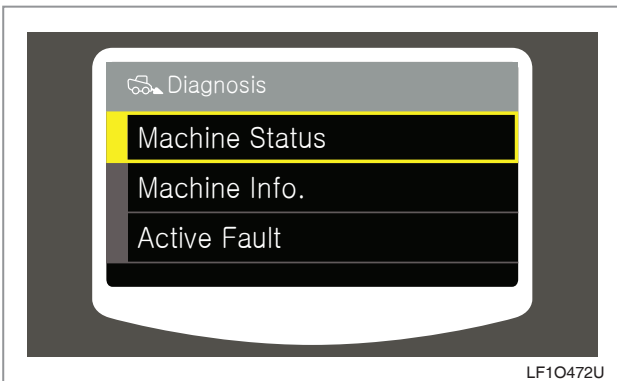 Diagnosis
Machine Status
Machine Info.
Active Fault
LF1O472U